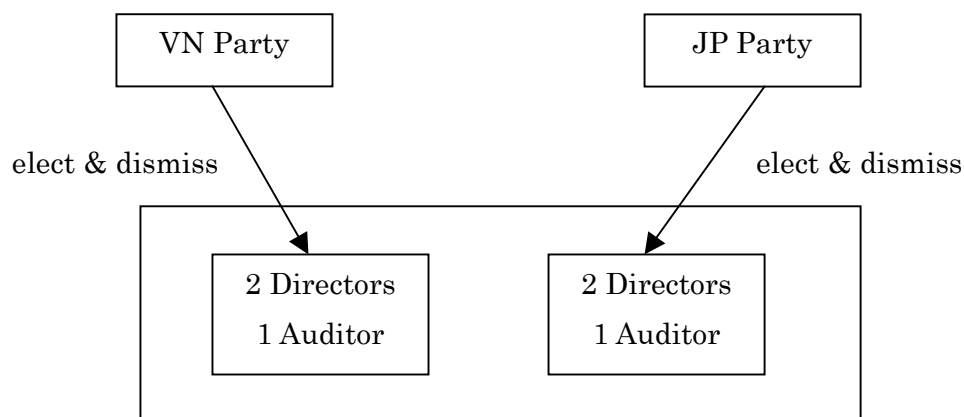 VN Party
JP Party
elect & dismiss
elect & dismiss
2 Directors
1 Auditor
2 Directors
1 Auditor